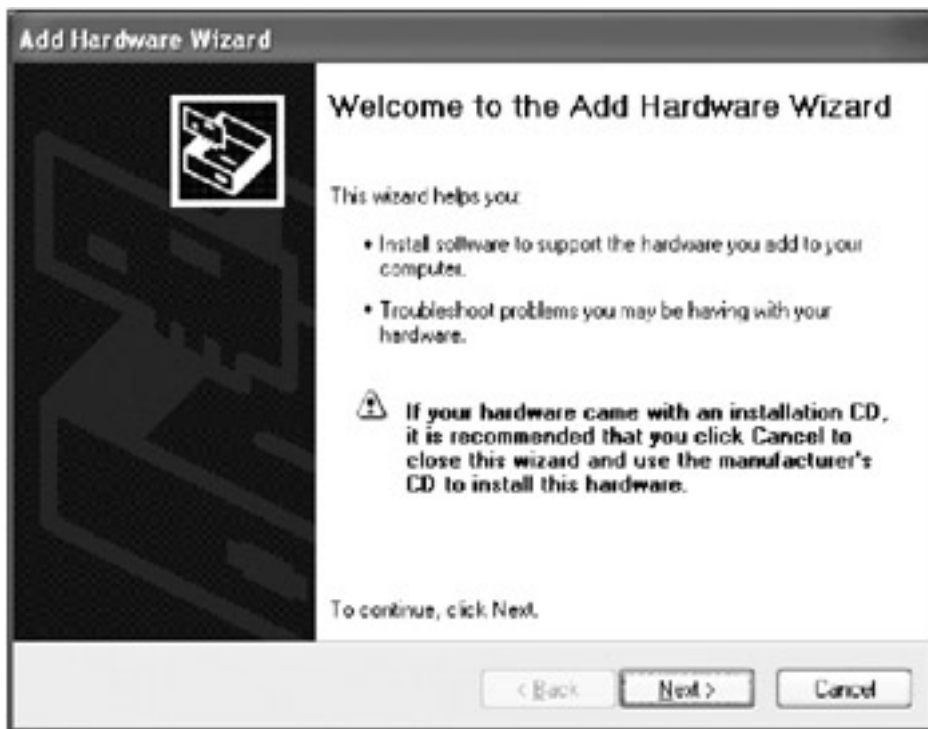 Add Hardware Wizard
Welcome to the Add Hardware Wizard
This wizard helps you:
• Install software to support the hardware you add to your
computer.
• Troubleshoot problems you may be having with your
hardware.
If your hardware came with an installation CD,
it is recommended that you click Cancel to
close this wizard and use the manufacturer's
CD to install this hardware.
To continue, click Next.
< Back
Next >
Cancel